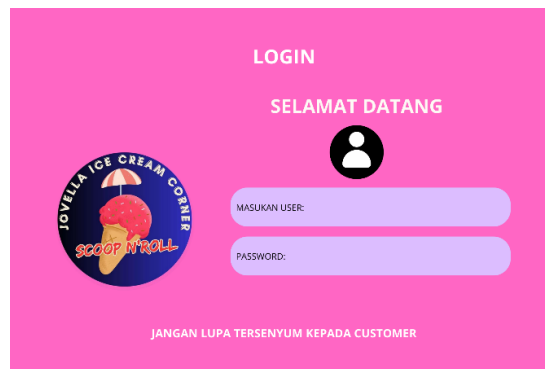 LOGIN
SELAMAT DATANG
JOVELLA ICE CREAM CORNER
SCOOP N'ROLL
MASUKAN USER:
PASSWORD:
JANGAN LUPA TERSENYUM KEPADA CUSTOMER